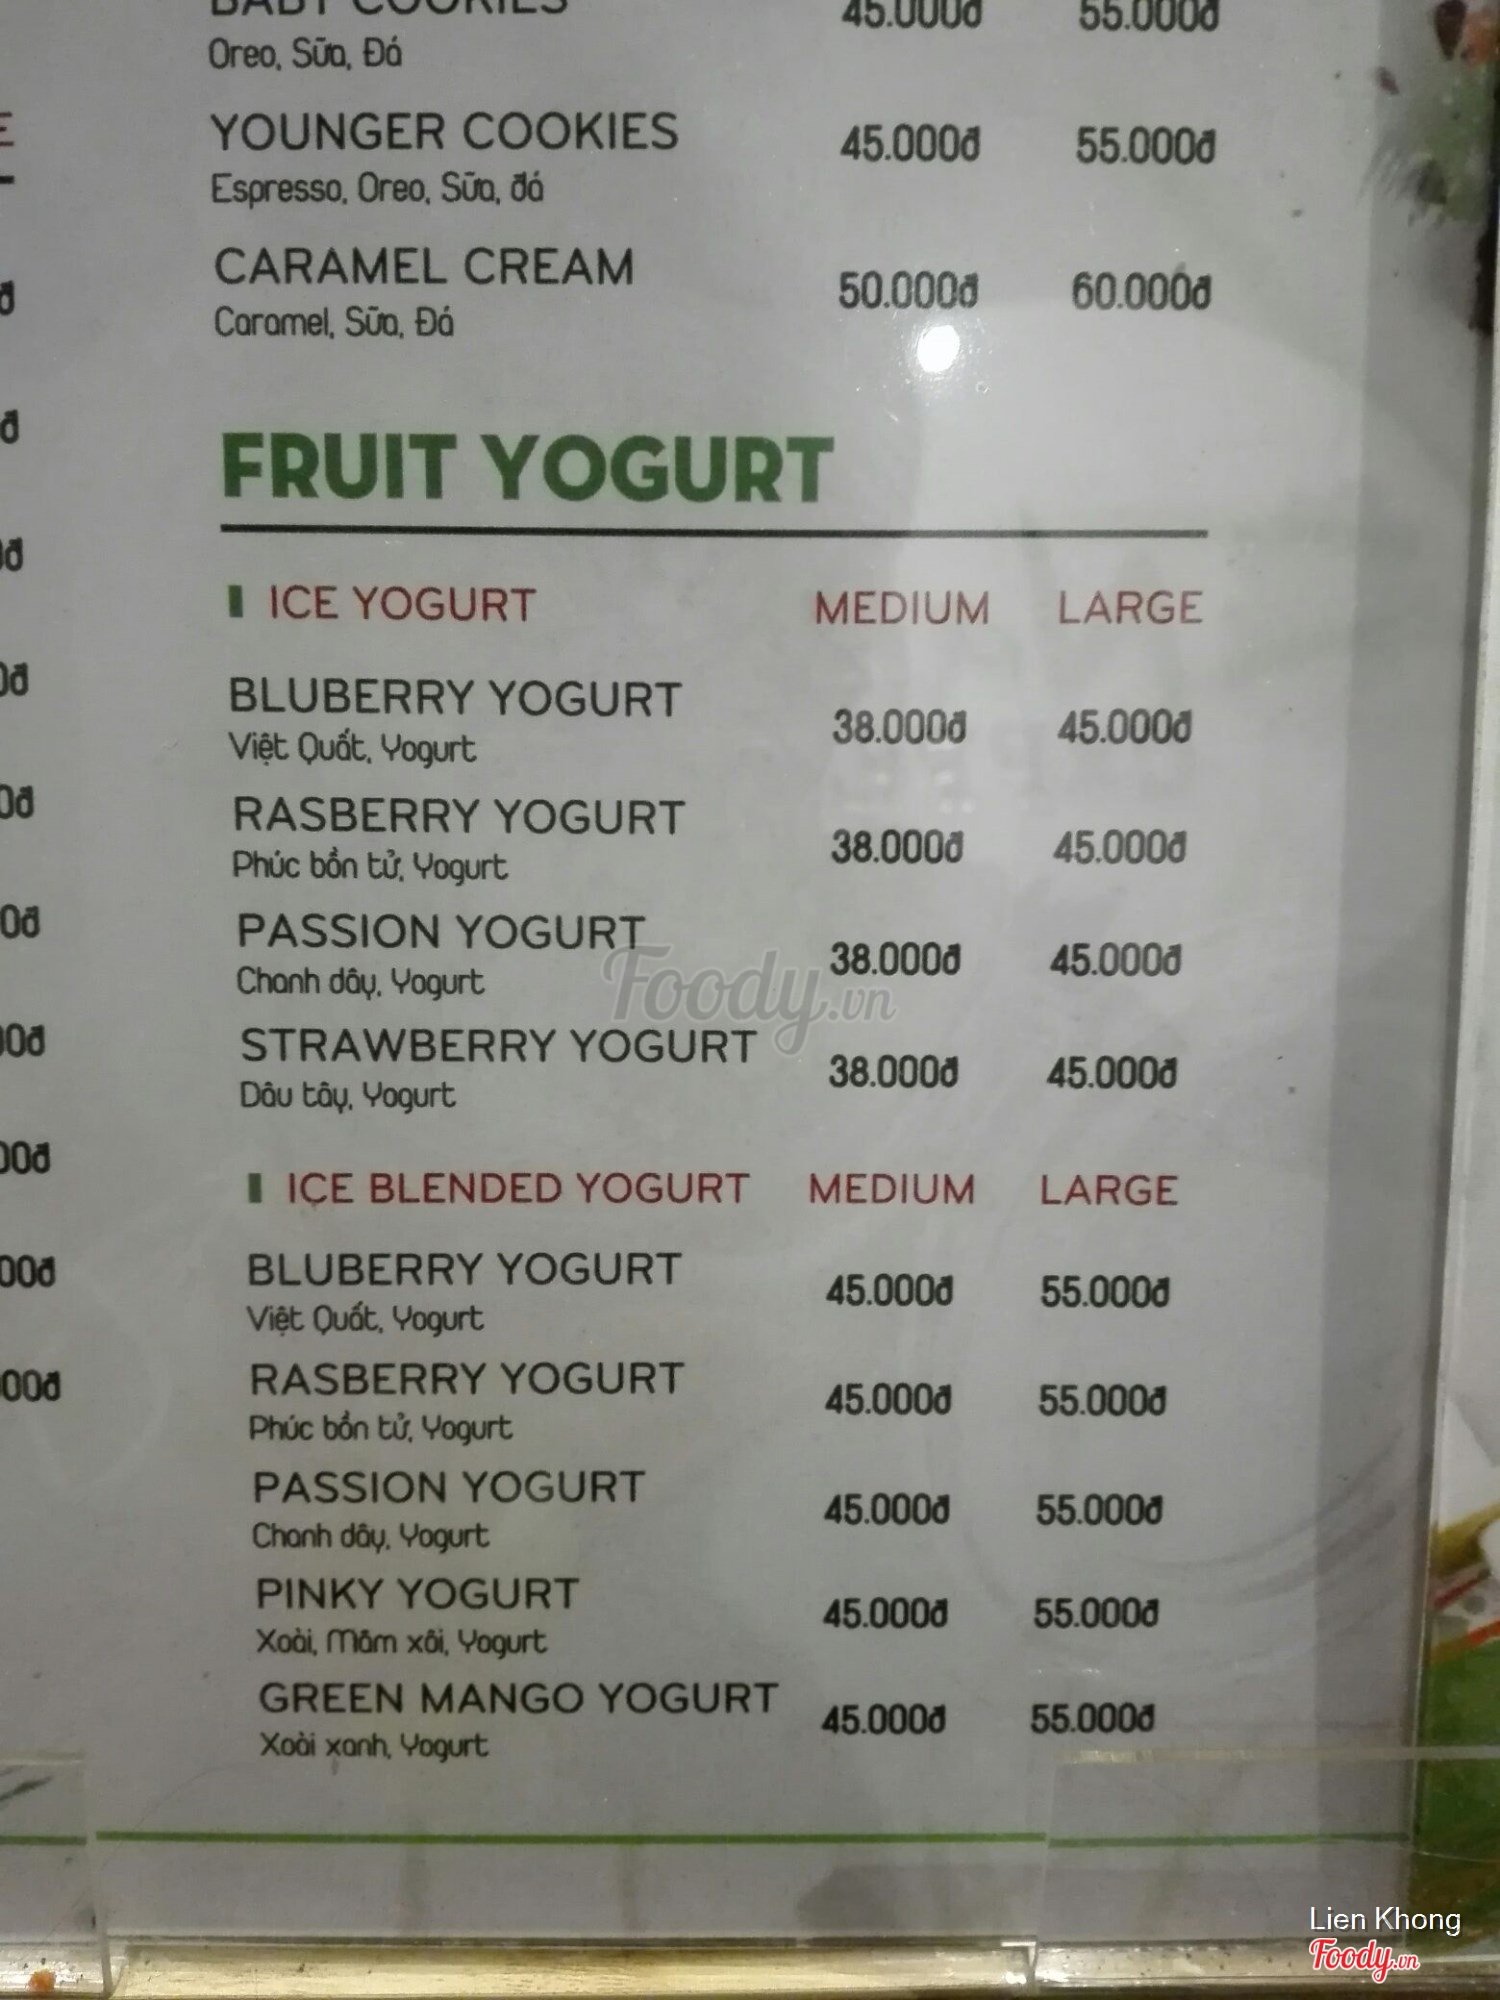 BABY COOKIES 45.000đ 55.000đ
Oreo, Sữa, Đá
YOUNGER COOKIES 45.000đ 55.000đ
Espresso, Oreo, Sữa, đá
CARAMEL CREAM 50.000đ 60.000đ
Caramel, Sữa, Đá
FRUIT YOGURT
ICE YOGURT MEDIUM LARGE
BLUBERRY YOGURT 38.000đ 45.000đ
Việt Quất, Yogurt
RASBERRY YOGURT 38.000đ 45.000đ
Phúc bồn tử, Yogurt
PASSION YOGURT 38.000đ 45.000đ
Chanh dây, Yogurt
Foody.vn
STRAWBERRY YOGURT 38.000đ 45.000đ
Dâu tây, Yogurt
ICE BLENDED YOGURT MEDIUM LARGE
BLUBERRY YOGURT 45.000đ 55.000đ
Việt Quất, Yogurt
RASBERRY YOGURT 45.000đ 55.000đ
Phúc bồn tử, Yogurt
PASSION YOGURT 45.000đ 55.000đ
Chanh dây, Yogurt
PINKY YOGURT 45.000đ 55.000đ
Xoài, Mâm xôi, Yogurt
GREEN MANGO YOGURT 45.000đ 55.000đ
Xoài xanh, Yogurt
Lien Khong
Foody.vn